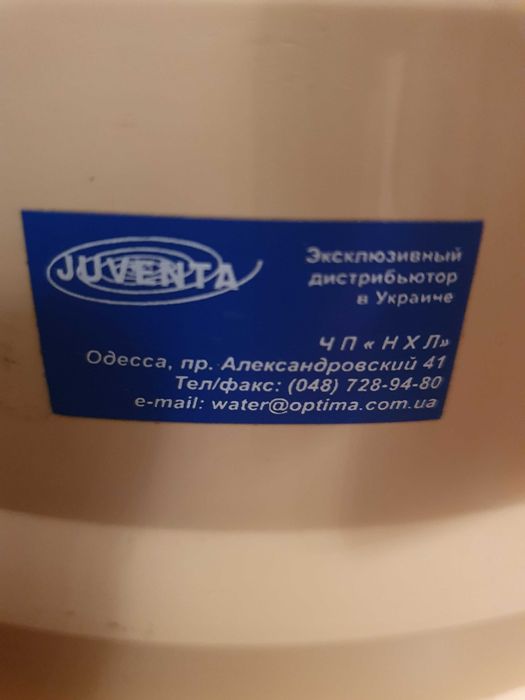 JUVENTA
Эксклюзивный
дистрибьютор
в Украине
ЧП «НХЛ»
Одесса, пр. Александровский 41
Тел/факс: (048) 728-94-80
e-mail: water@optima.com.ua